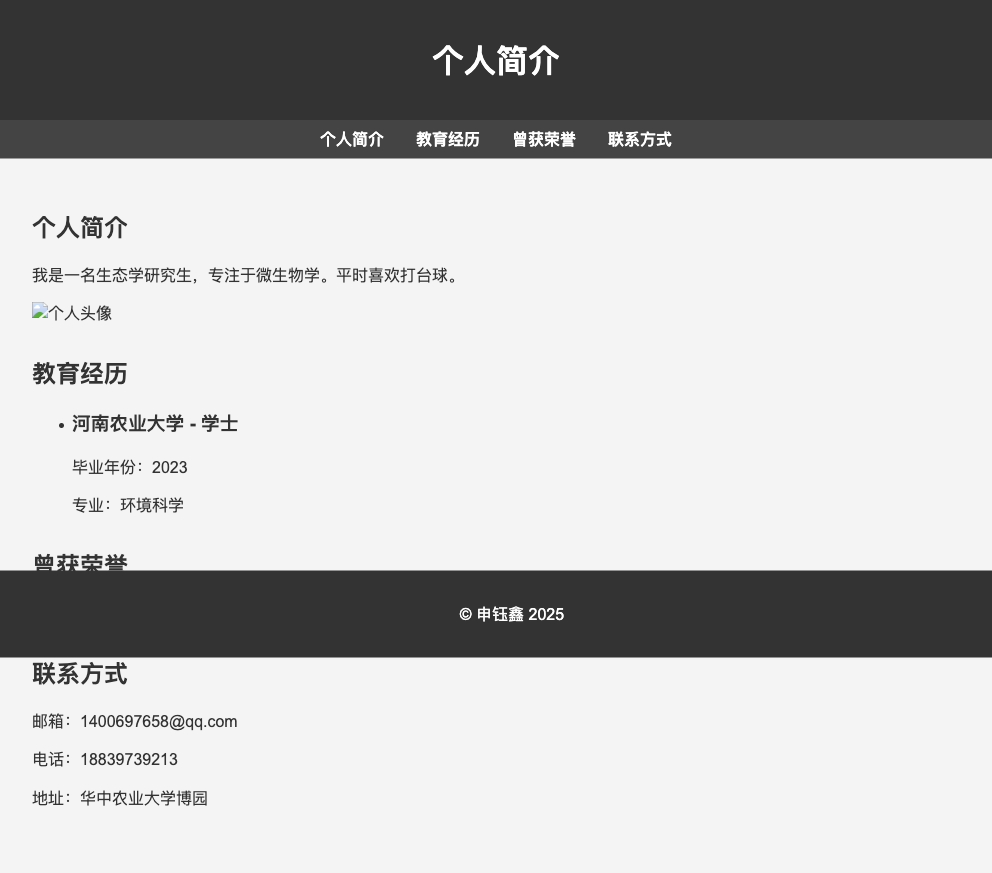 个人简介
个人简介 教育经历 曾获荣誉 联系方式
个人简介
我是一名生态学研究生，专注于微生物学。平时喜欢打台球。
个人头像
教育经历
河南农业大学 - 学士
毕业年份：2023
专业：环境科学
曾获荣誉
© 申钰鑫 2025
联系方式
邮箱：1400697658@qq.com
电话：18839739213
地址：华中农业大学博园